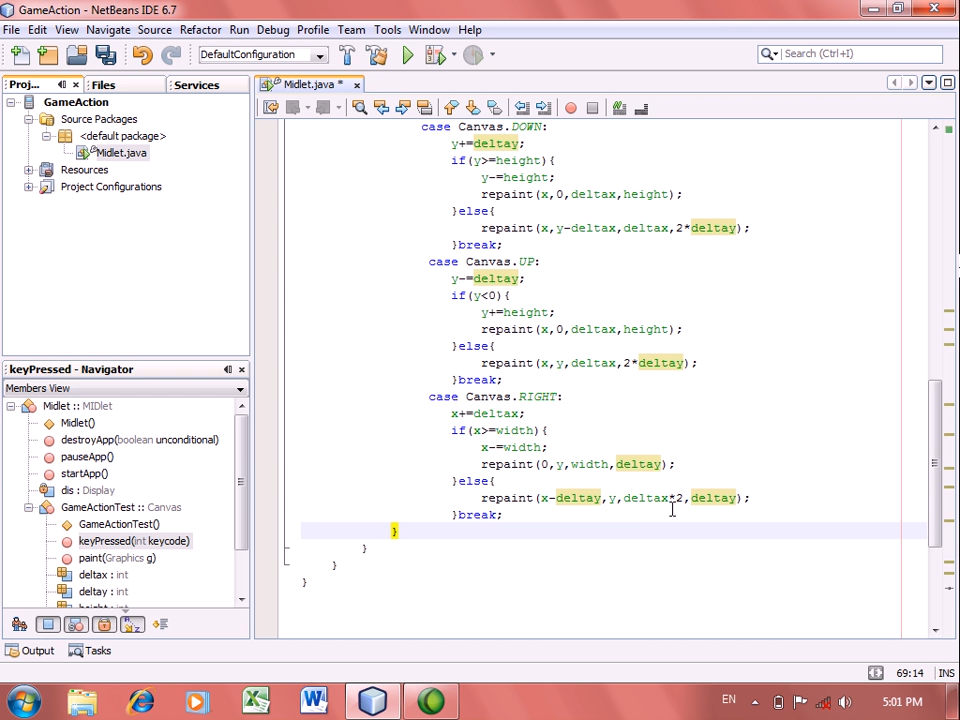 GameAction - NetBeans IDE 6.7
File Edit View Navigate Source Refactor Run Debug Profile Team Tools Window Help
DefaultConfiguration
Search (Ctrl+I)
Proj...
Files
Services
GameAction
Source Packages
<default package>
Midlet.java
Resources
Project Configurations
keyPressed - Navigator
Members View
Midlet :: MIDlet
Midlet()
destroyApp(boolean unconditional)
pauseApp()
startApp()
dis : Display
GameActionTest :: Canvas
GameActionTest()
keyPressed(int keycode)
paint(Graphics g)
deltax : int
deltay : int
height : int
Midlet.java *
case Canvas.DOWN:
y+=deltay;
if(y>=height){
y-=height;
repaint(x,0,deltax,height);
}else{
repaint(x,y-deltax,deltax,2*deltay);
}break;
case Canvas.UP:
y-=deltay;
if(y<0){
y+=height;
repaint(x,0,deltax,height);
}else{
repaint(x,y,deltax,2*deltay);
}break;
case Canvas.RIGHT:
x+=deltax;
if(x>=width){
x-=width;
repaint(0,y,width,deltay);
}else{
repaint(x-deltay,y,deltax*2,deltay);
}break;
}
}
}
}
Output
Tasks
69:14
INS
EN
5:01 PM